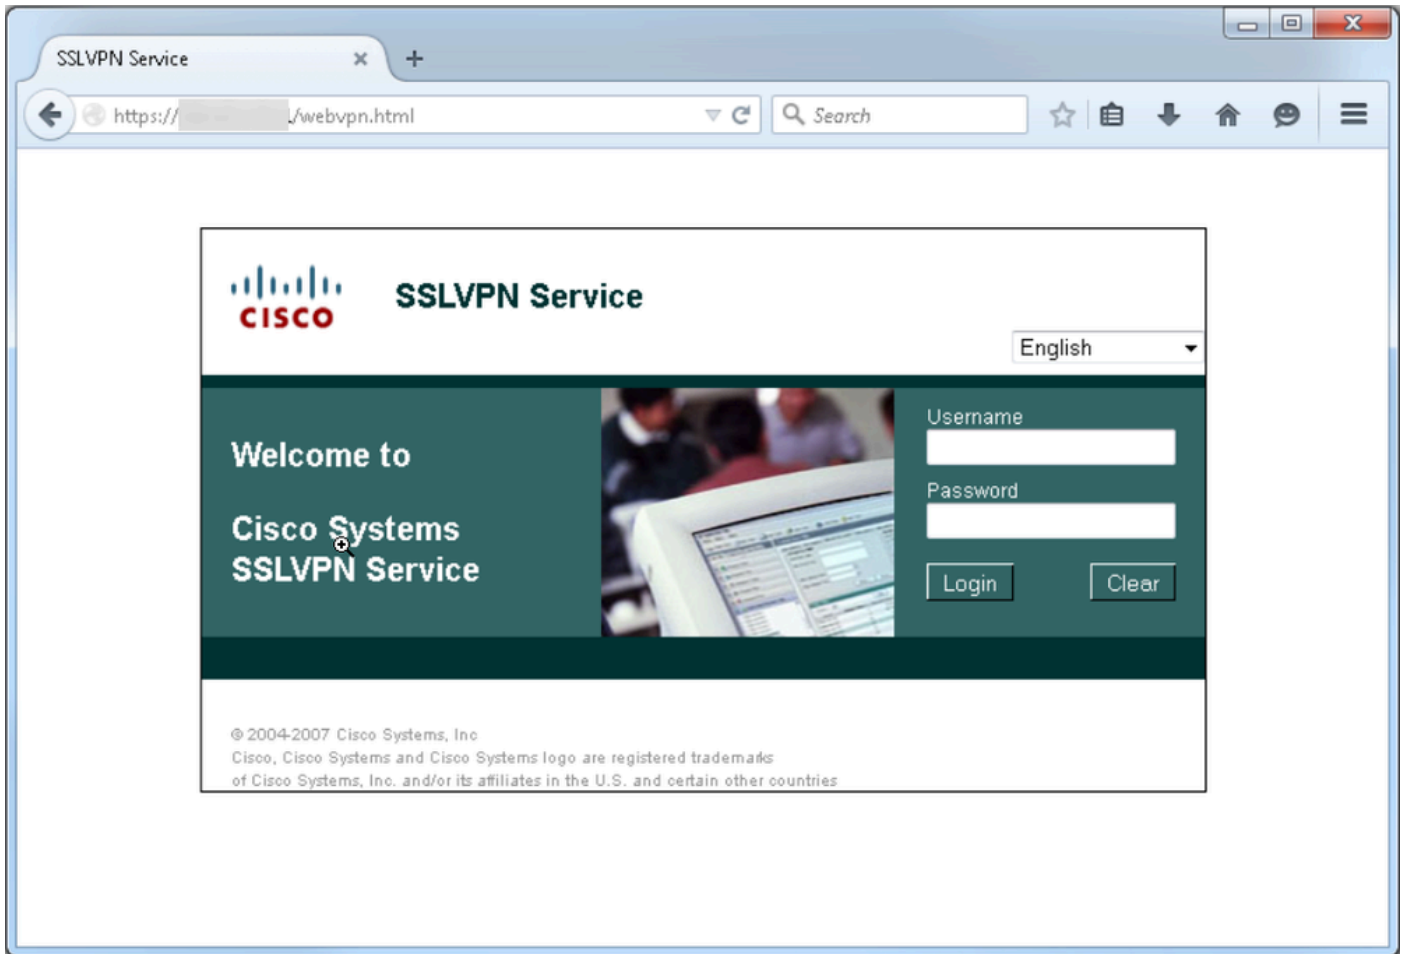 SSLVPN Service
https:// /webvpn.html
Search
CISCO
SSLVPN Service
English
Welcome to
Cisco Systems
SSLVPN Service
Username
Password
Login Clear
© 2004-2007 Cisco Systems, Inc
Cisco, Cisco Systems and Cisco Systems logo are registered trademarks
of Cisco Systems, Inc. and/or its affiliates in the U.S. and certain other countries